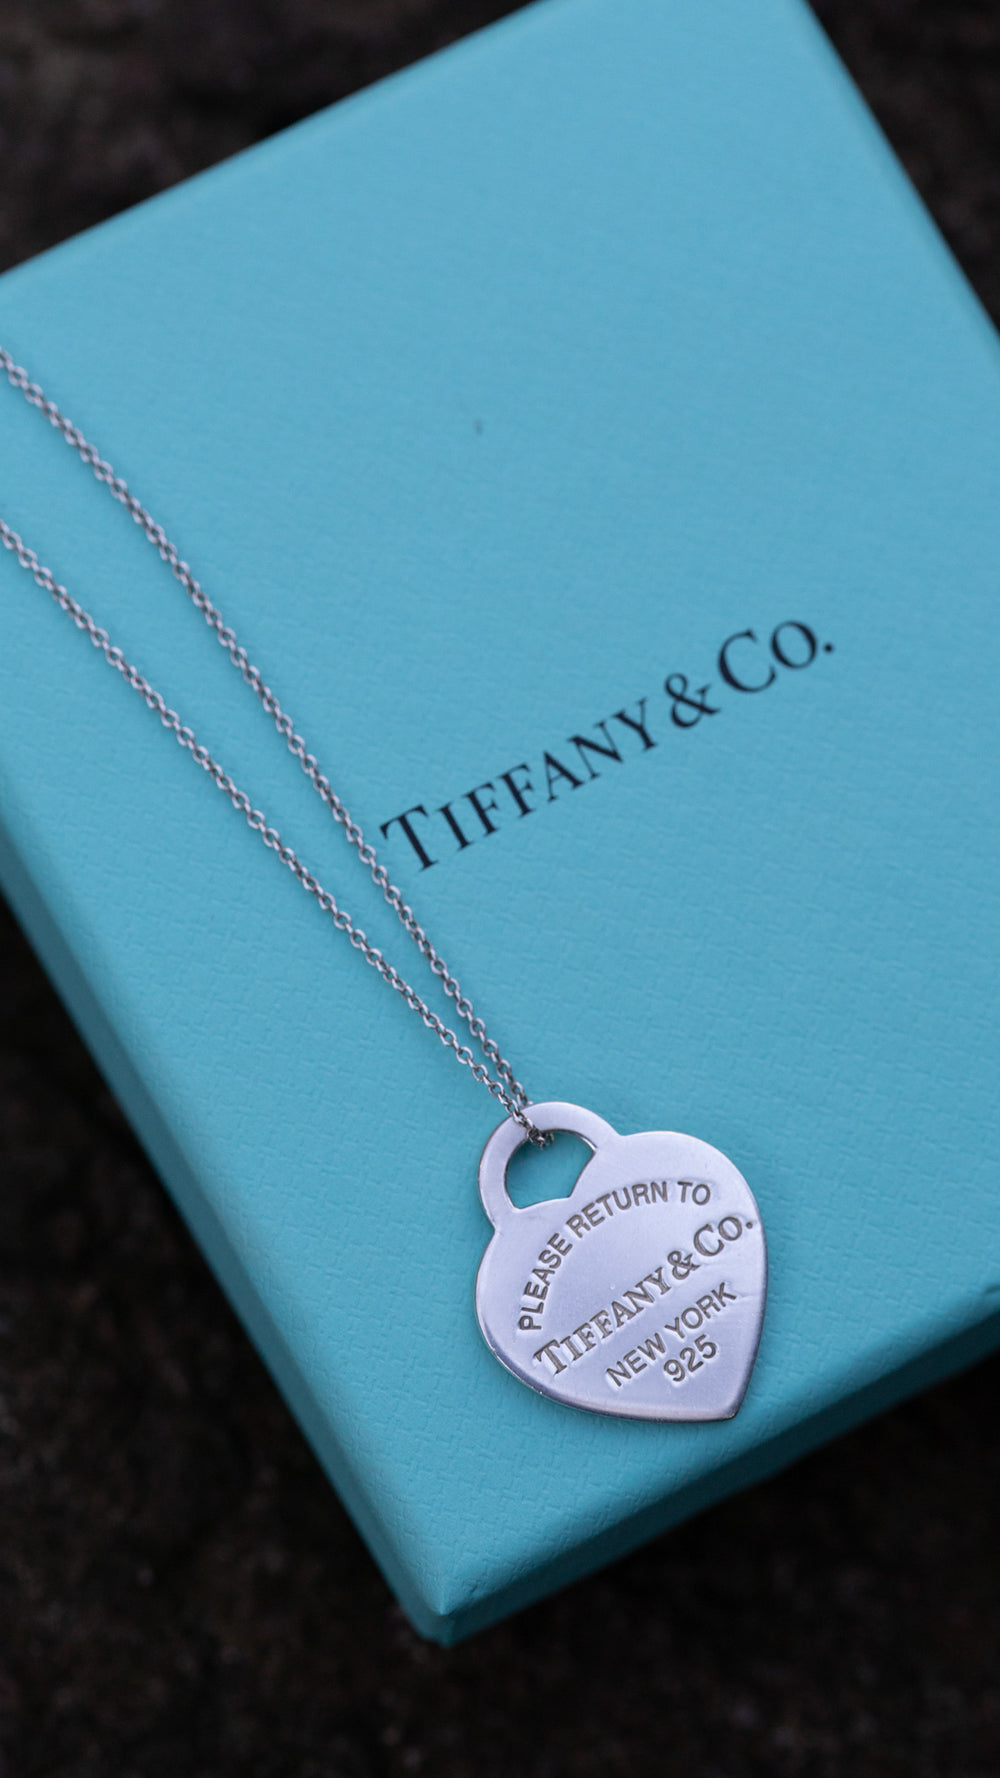 TIFFANY & CO.
PLEASE RETURN TO
TIFFANY & CO.
NEW YORK
925